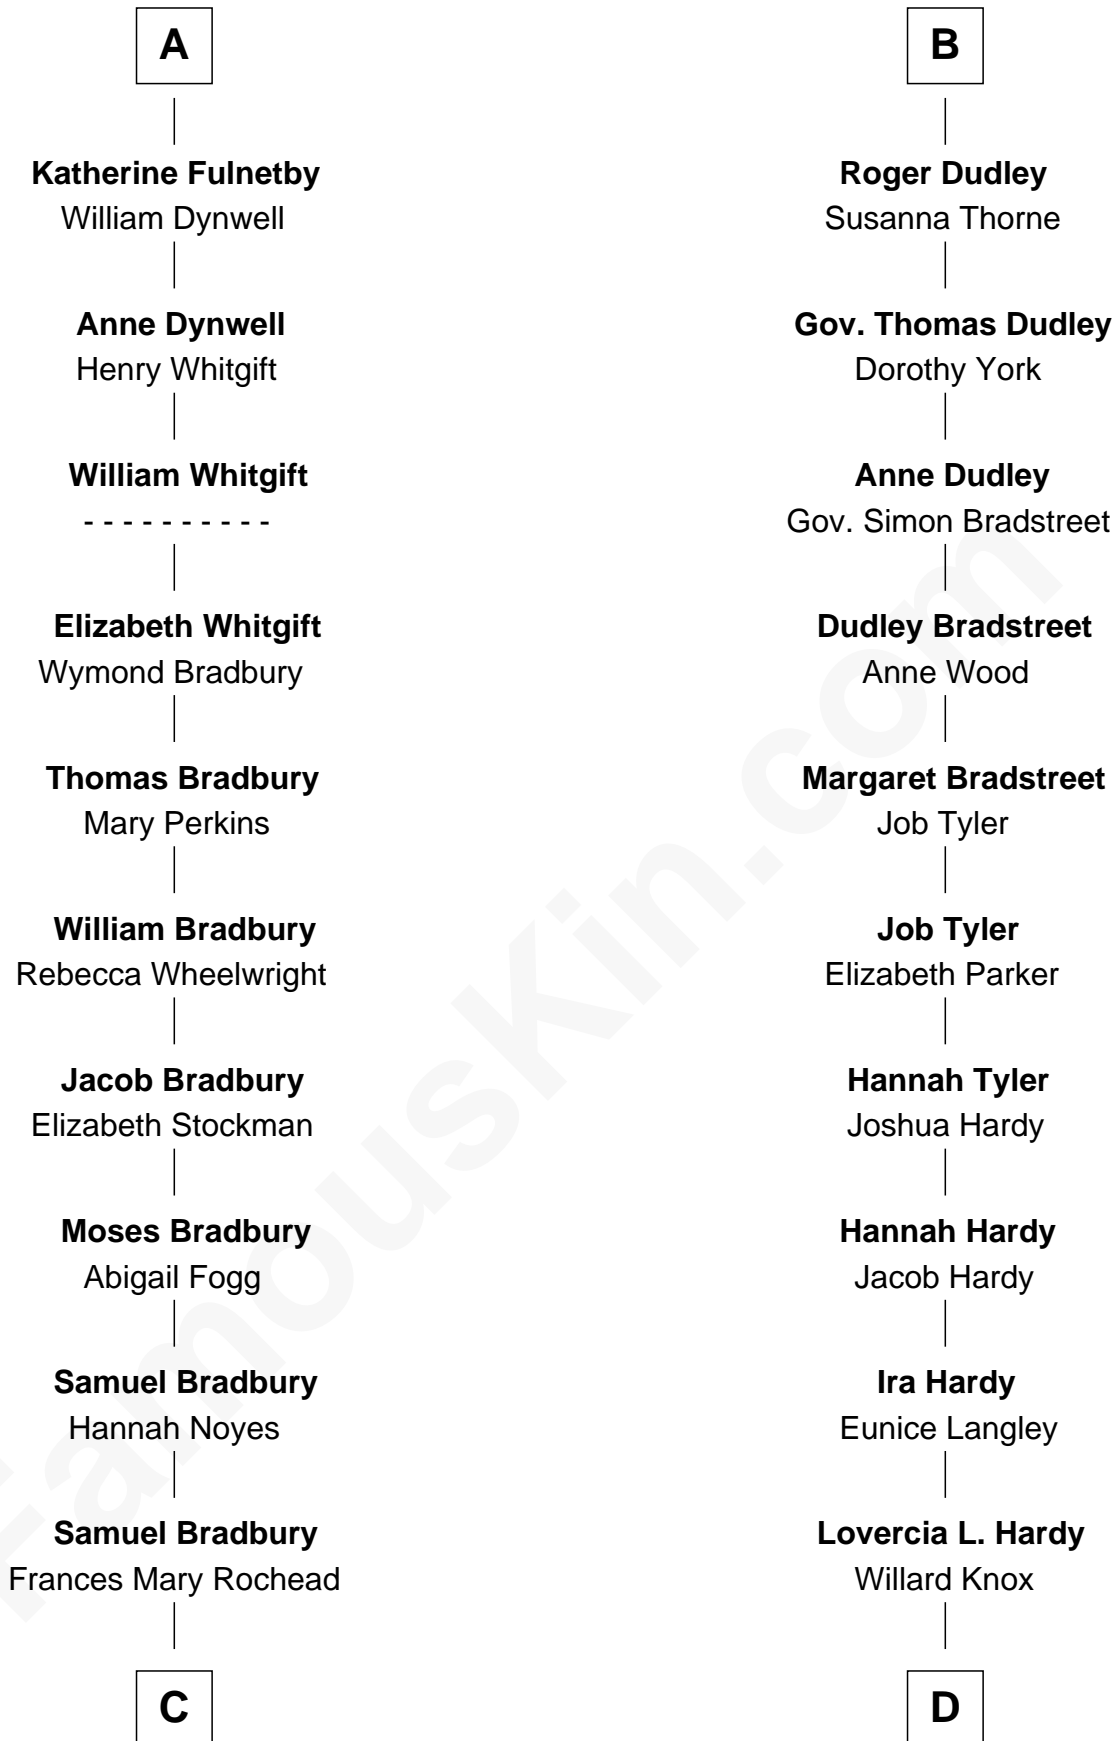 A
Katherine Fulnetby
William Dynwell
Anne Dynwell
Henry Whitgift
William Whitgift
- - - - - - - - - -
Elizabeth Whitgift
Wymond Bradbury
Thomas Bradbury
Mary Perkins
William Bradbury
Rebecca Wheelwright
Jacob Bradbury
Elizabeth Stockman
Moses Bradbury
Abigail Fogg
Samuel Bradbury
Hannah Noyes
Samuel Bradbury
Frances Mary Rochead
C
B
Roger Dudley
Susanna Thorne
Gov. Thomas Dudley
Dorothy York
Anne Dudley
Gov. Simon Bradstreet
Dudley Bradstreet
Anne Wood
Margaret Bradstreet
Job Tyler
Job Tyler
Elizabeth Parker
Hannah Tyler
Joshua Hardy
Hannah Hardy
Jacob Hardy
Ira Hardy
Eunice Langley
Lovercia L. Hardy
Willard Knox
D
FamousKin.com